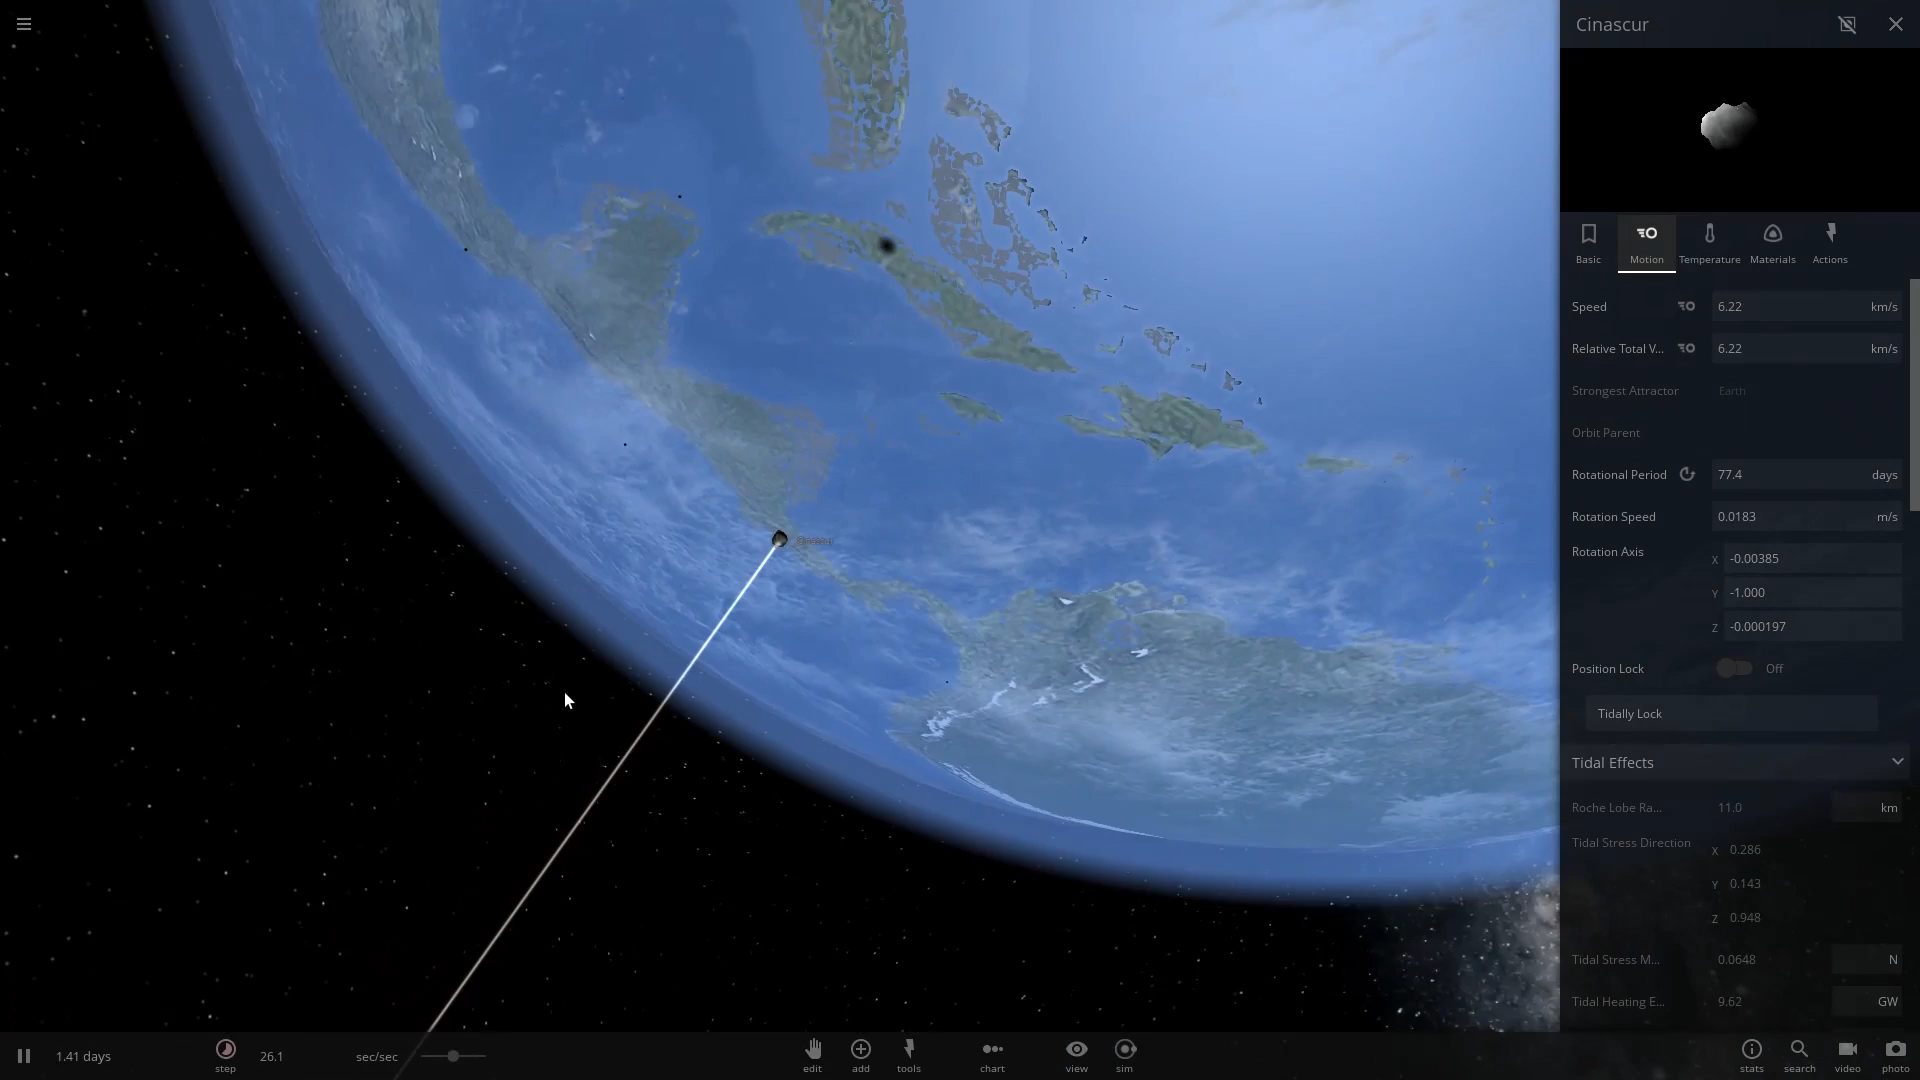 Cinascur
Basic
Motion
Temperature
Materials
Actions
Speed 6.22 km/s
Relative Total V... 6.22 km/s
Strongest Attractor Earth
Orbit Parent
Rotational Period 77.4 days
Rotation Speed 0.0183 m/s
Rotation Axis
X -0.00385
Y -1.000
Z -0.000197
Position Lock Off
Tidally Lock
Tidal Effects
Roche Lobe Ra... 11.0 km
Tidal Stress Direction
X 0.286
Y 0.143
Z 0.948
Tidal Stress M... 0.0648 N
Tidal Heating E... 9.62 GW
Cinascur
1.41 days
step
26.1 sec/sec
edit
add
tools
chart
view
sim
stats
search
video
photo